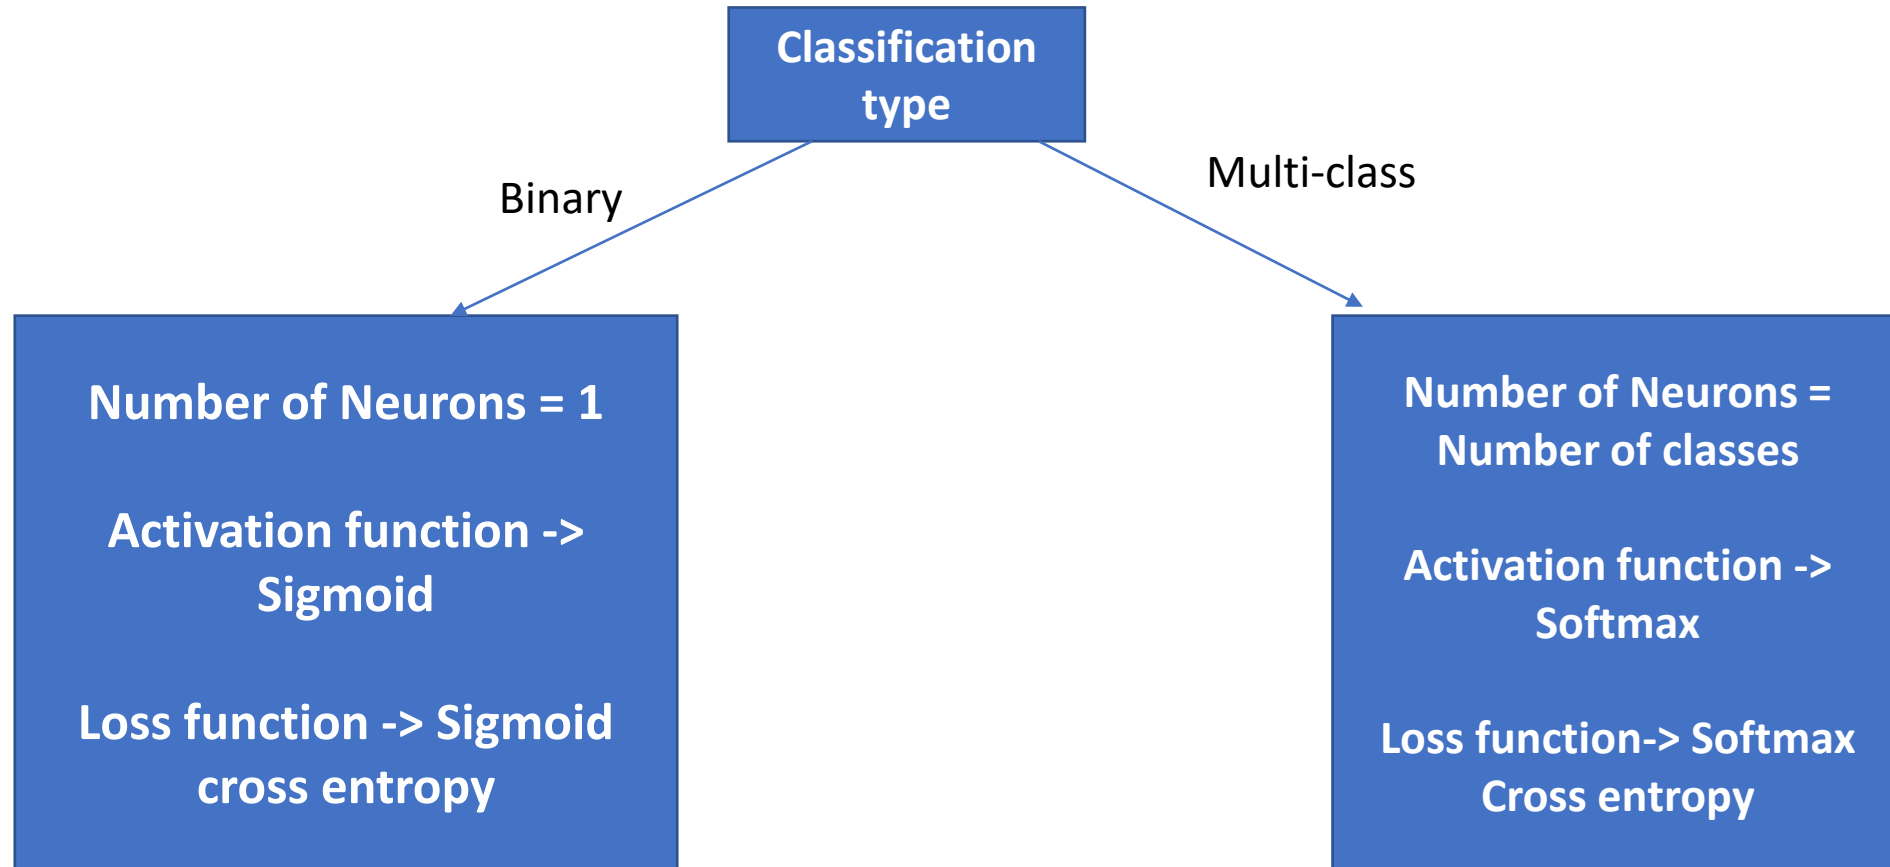 Classification
type
Binary
Multi-class
Number of Neurons = 1
Activation function ->
Sigmoid
Loss function -> Sigmoid
cross entropy
Number of Neurons =
Number of classes
Activation function ->
Softmax
Loss function-> Softmax
Cross entropy